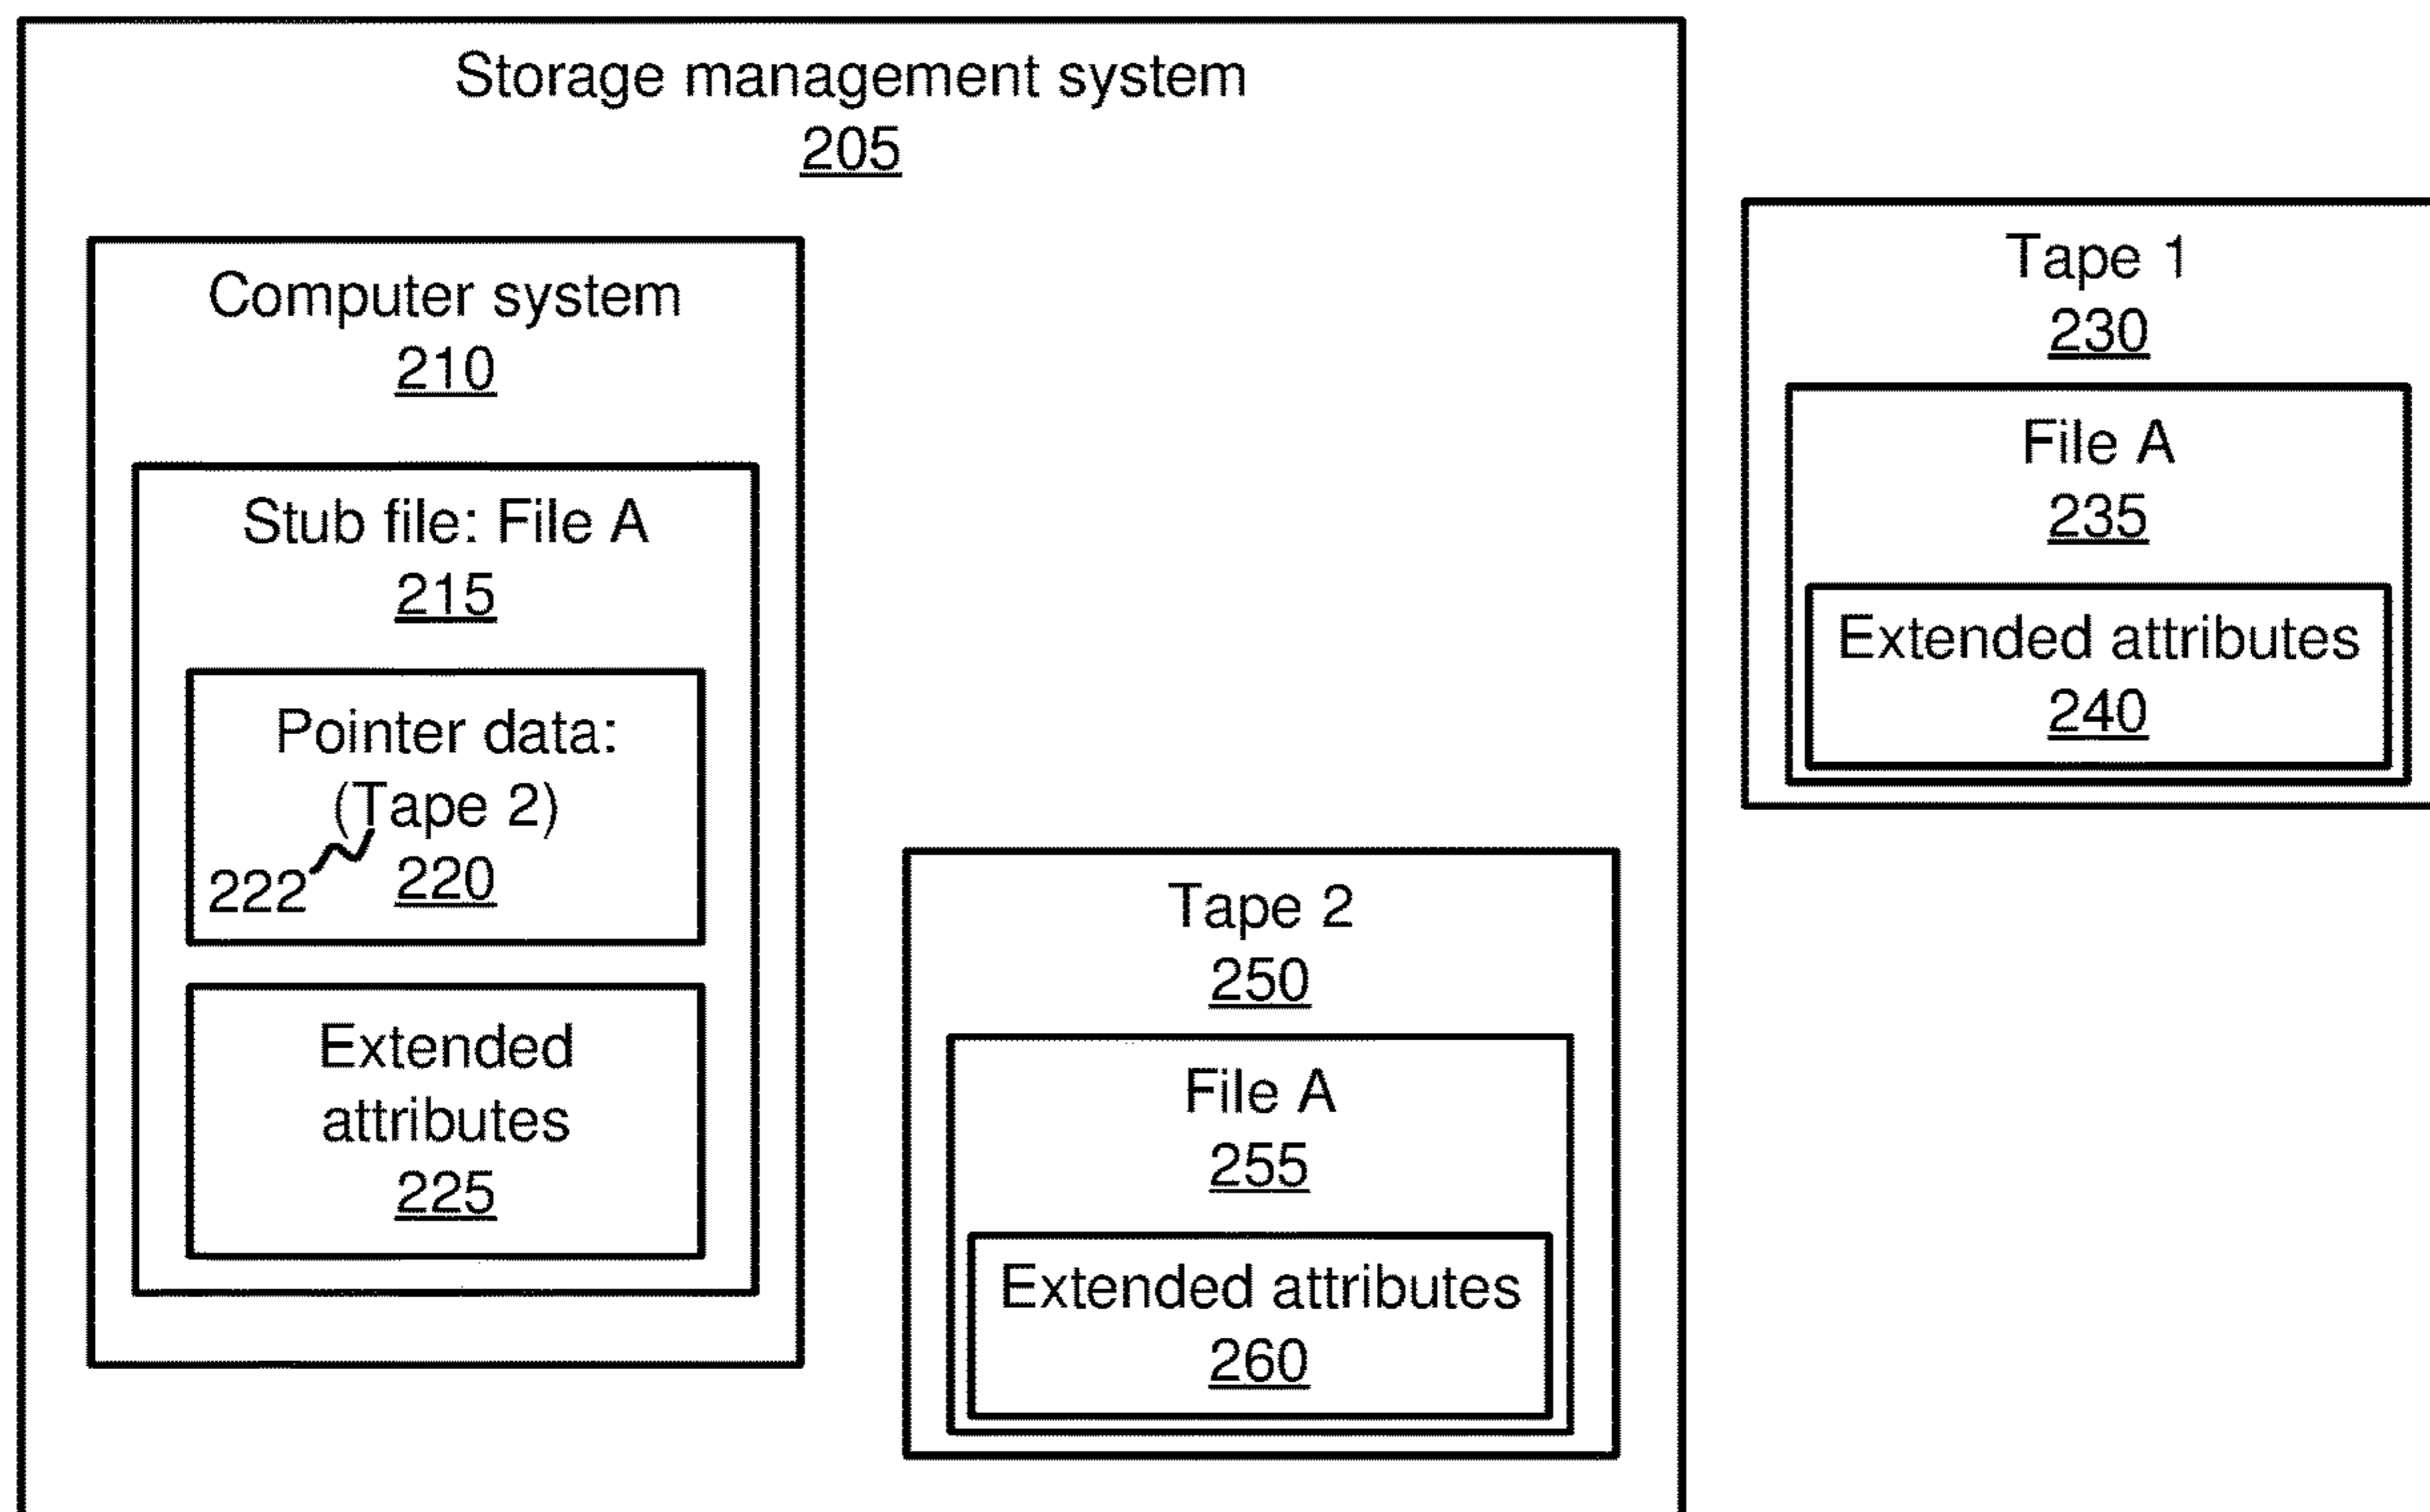 Storage management system
205
Computer system
210
Stub file: File A
215
Pointer data:
(Tape 2)
222
220
Extended
attributes
225
Tape 2
250
File A
255
Extended attributes
260
Tape 1
230
File A
235
Extended attributes
240